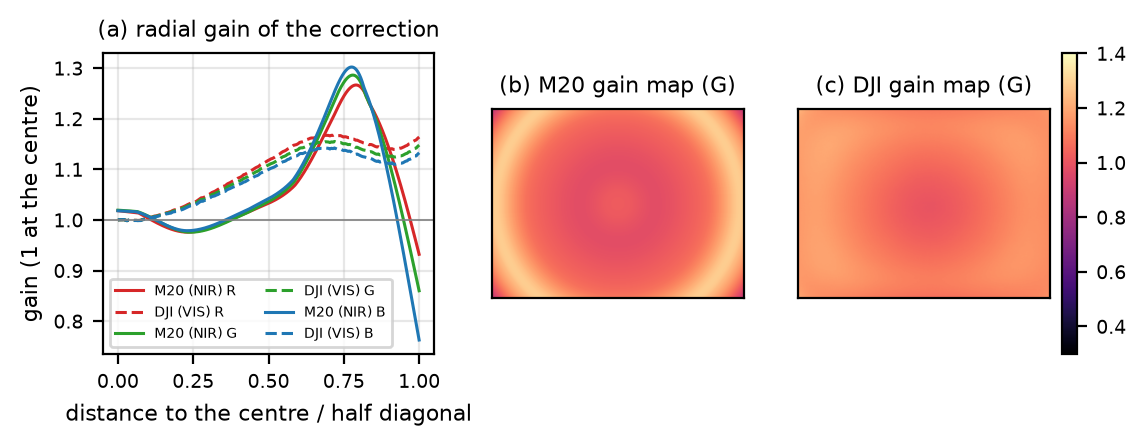 (a) radial gain of the correction
gain (1 at the centre)
1.3
1.2
1.1
1.0
0.9
0.8
M20 (NIR) R
DJI (VIS) R
M20 (NIR) G
DJI (VIS) G
M20 (NIR) B
DJI (VIS) B
0.00 0.25 0.50 0.75 1.00
distance to the centre / half diagonal
(b) M20 gain map (G)
(c) DJI gain map (G)
1.4
1.2
1.0
0.8
0.6
0.4